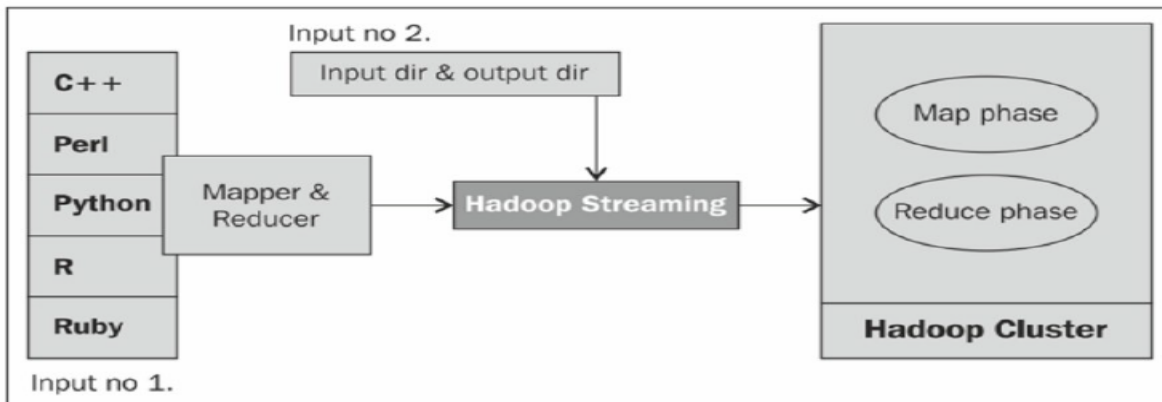 Input no 2.
Input dir & output dir
C++
Perl
Python
R
Ruby
Mapper &
Reducer
Hadoop Streaming
Map phase
Reduce phase
Hadoop Cluster
Input no 1.